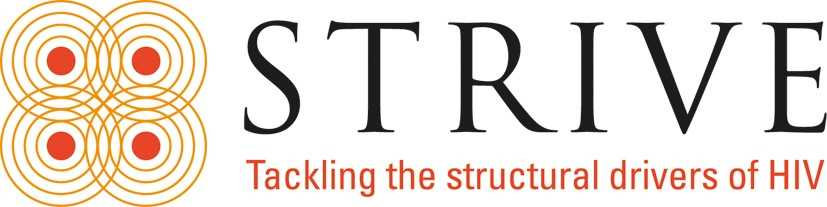 STRIVE
Tackling the structural drivers of HIV